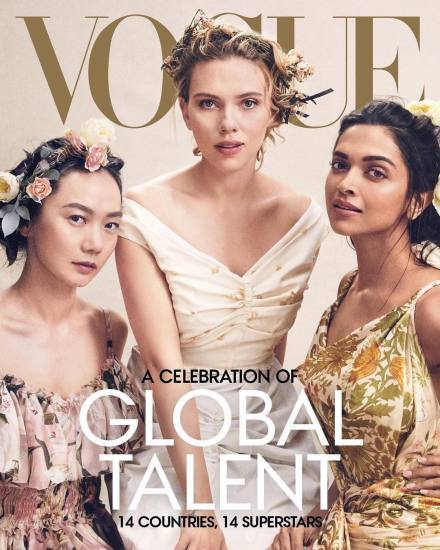 VOGUE
A CELEBRATION OF
GLOBAL
TALENT
14 COUNTRIES, 14 SUPERSTARS